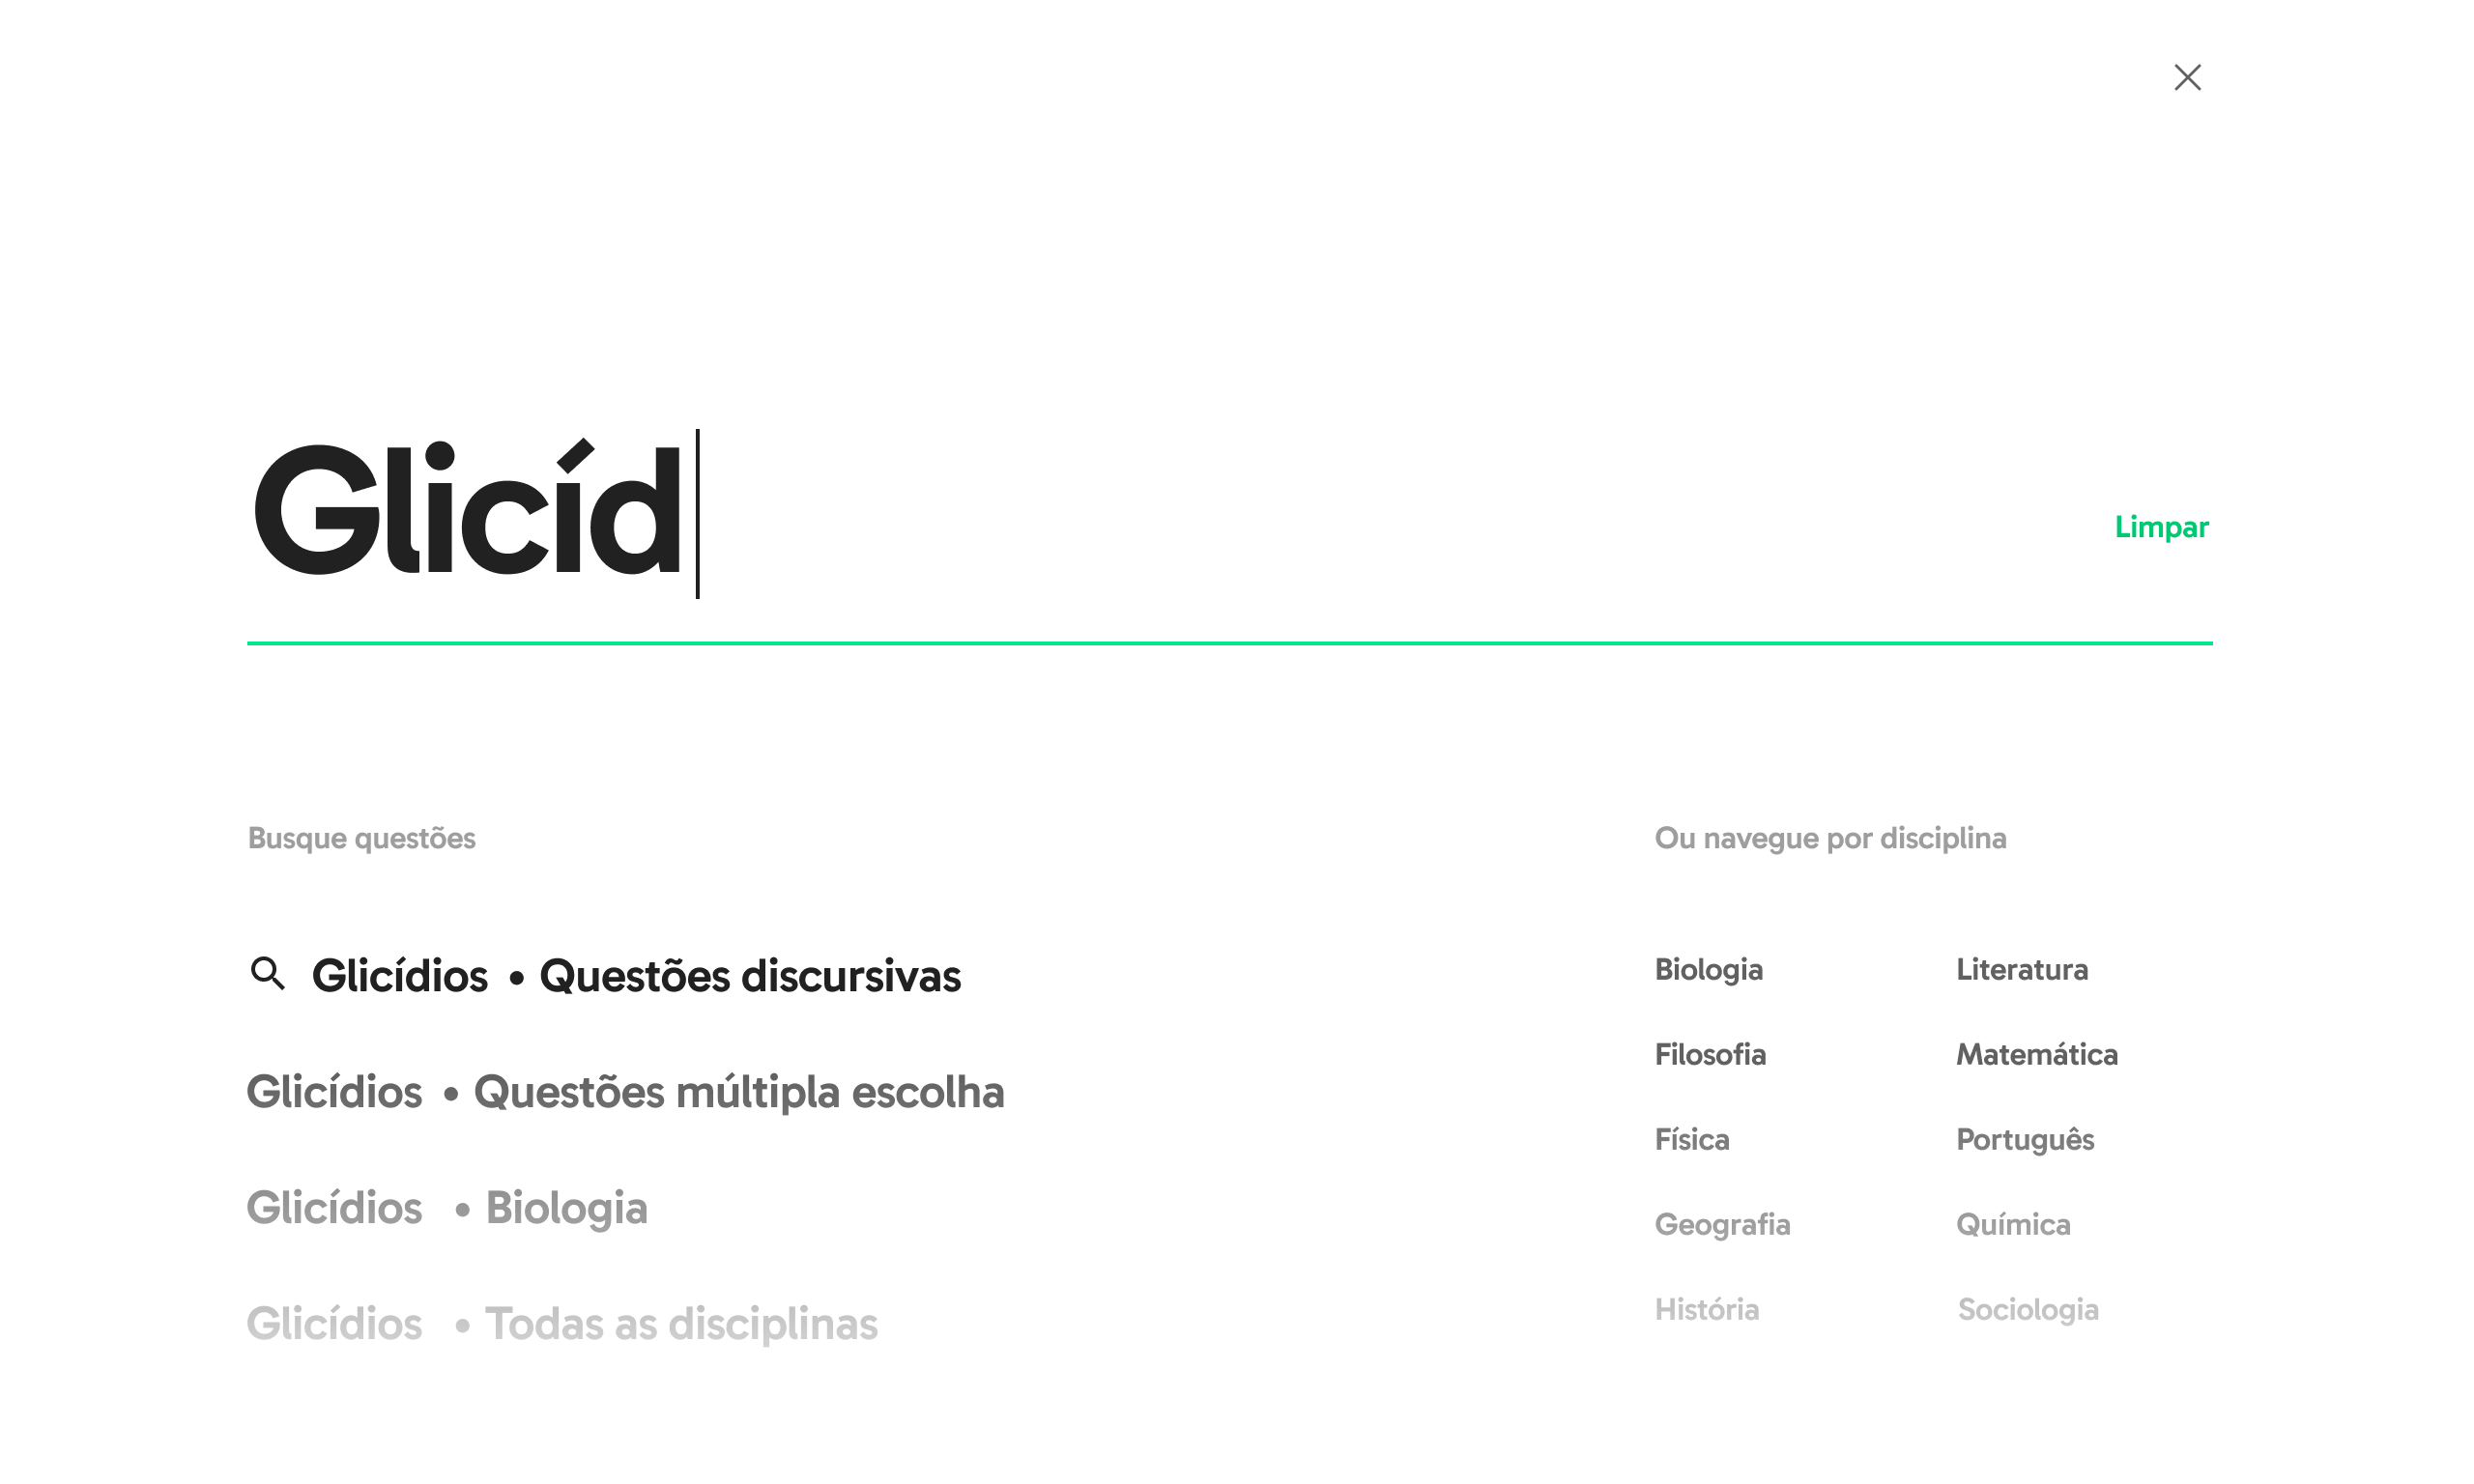 Glicíd
Limpar
Busque questões
Glicídios • Questões discursivas
Glicídios • Questões múltipla escolha
Glicídios • Biologia
Glicídios • Todas as disciplinas
Ou navegue por disciplina
Biologia
Literatura
Filosofia
Matemática
Física
Português
Geografia
Química
História
Sociologia